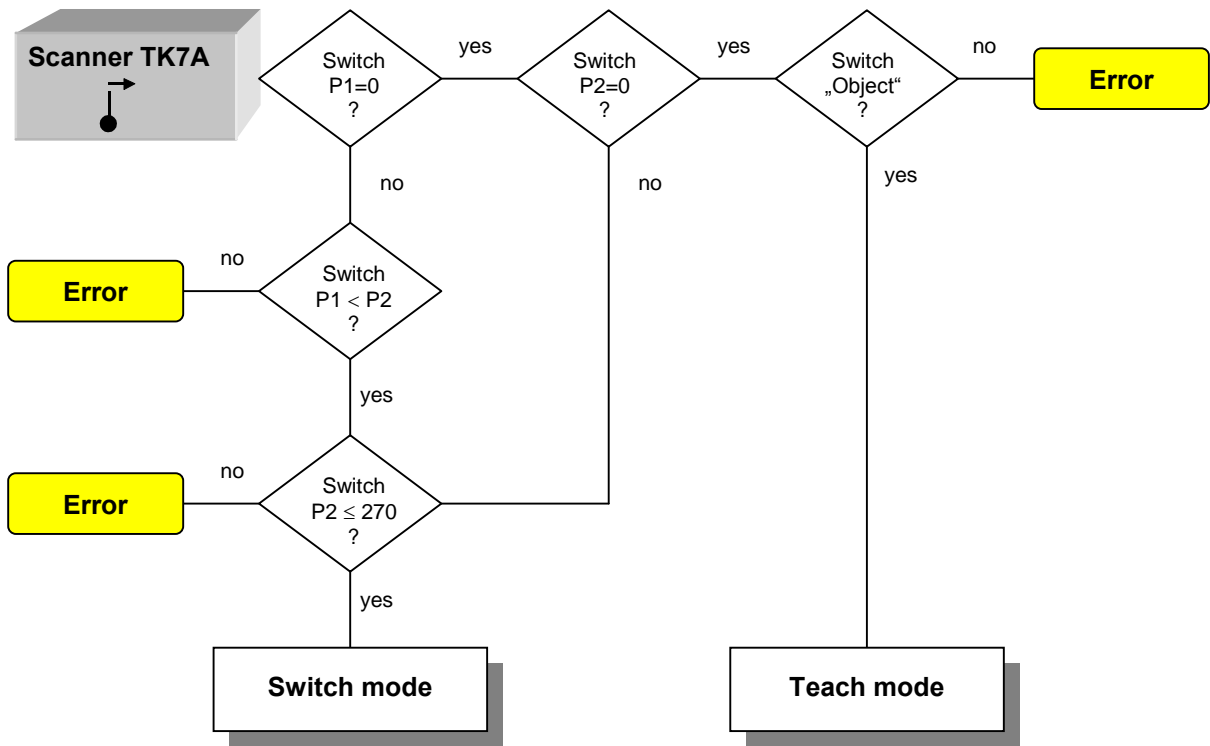 Scanner TK7A
Switch
P1=0
?
yes
Switch
P2=0
?
yes
Switch
„Object“
?
no
Error
no
no
yes
no
Error
Switch
P1 < P2
?
yes
no
Error
Switch
P2 ≤ 270
?
yes
Switch mode
Teach mode